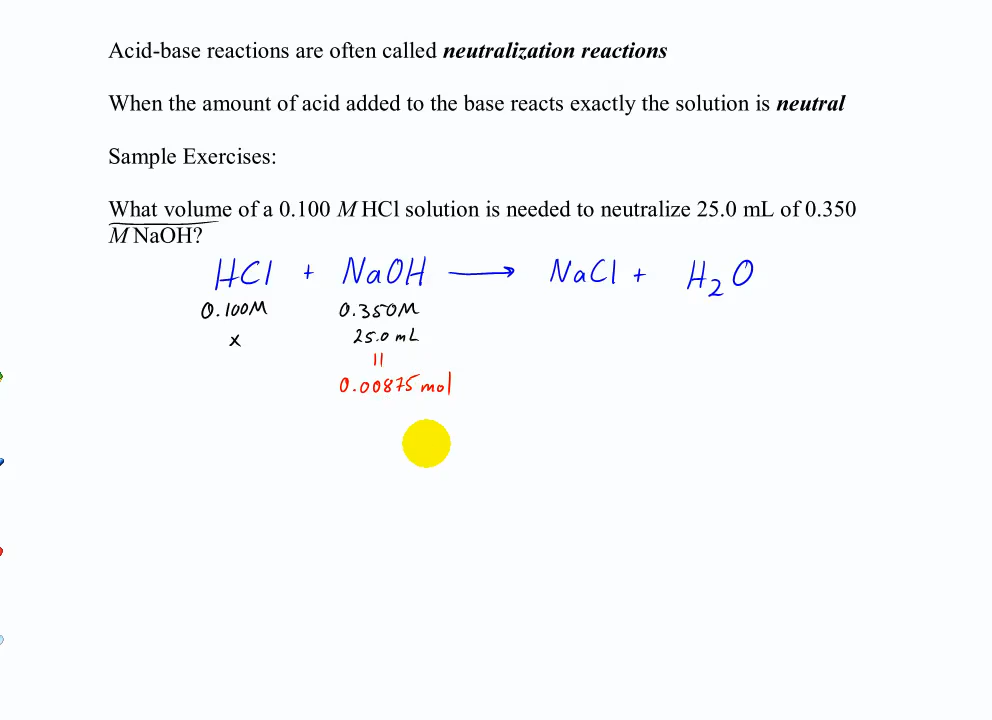 Acid-base reactions are often called neutralization reactions
When the amount of acid added to the base reacts exactly the solution is neutral
Sample Exercises:
What volume of a 0.100 M HCl solution is needed to neutralize 25.0 mL of 0.350
M NaOH?
HCl + NaOH → NaCl + H₂O
0.100M 0.350M
x 25.0 mL
=
0.00875 mol